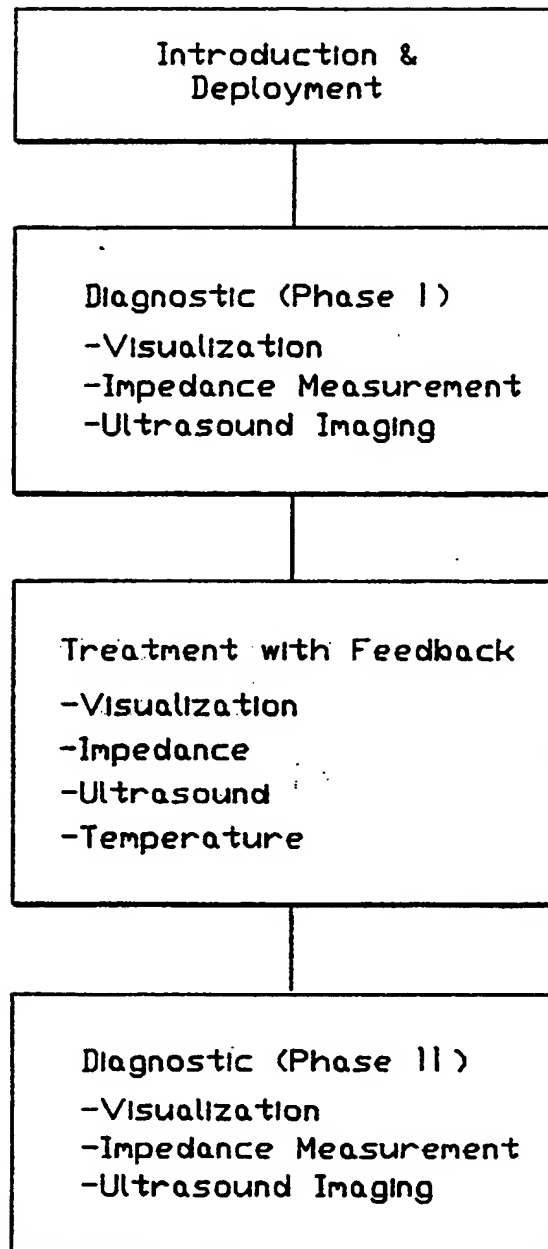 Introduction &
Deployment
Diagnostic (Phase I)
-Visualization
-Impedance Measurement
-Ultrasound Imaging
Treatment with Feedback
-Visualization
-Impedance
-Ultrasound
-Temperature
Diagnostic (Phase II)
-Visualization
-Impedance Measurement
-Ultrasound Imaging